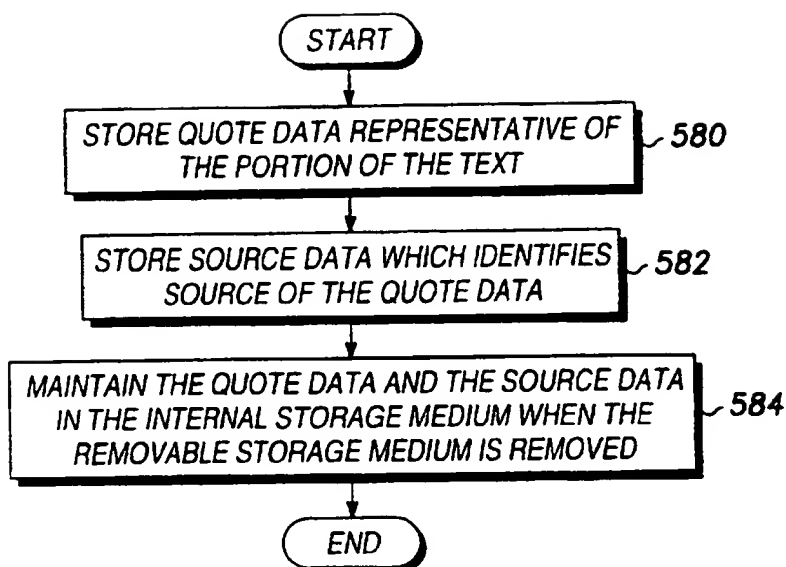 START
STORE QUOTE DATA REPRESENTATIVE OF
THE PORTION OF THE TEXT
580
STORE SOURCE DATA WHICH IDENTIFIES
SOURCE OF THE QUOTE DATA
582
MAINTAIN THE QUOTE DATA AND THE SOURCE DATA
IN THE INTERNAL STORAGE MEDIUM WHEN THE
REMOVABLE STORAGE MEDIUM IS REMOVED
584
END